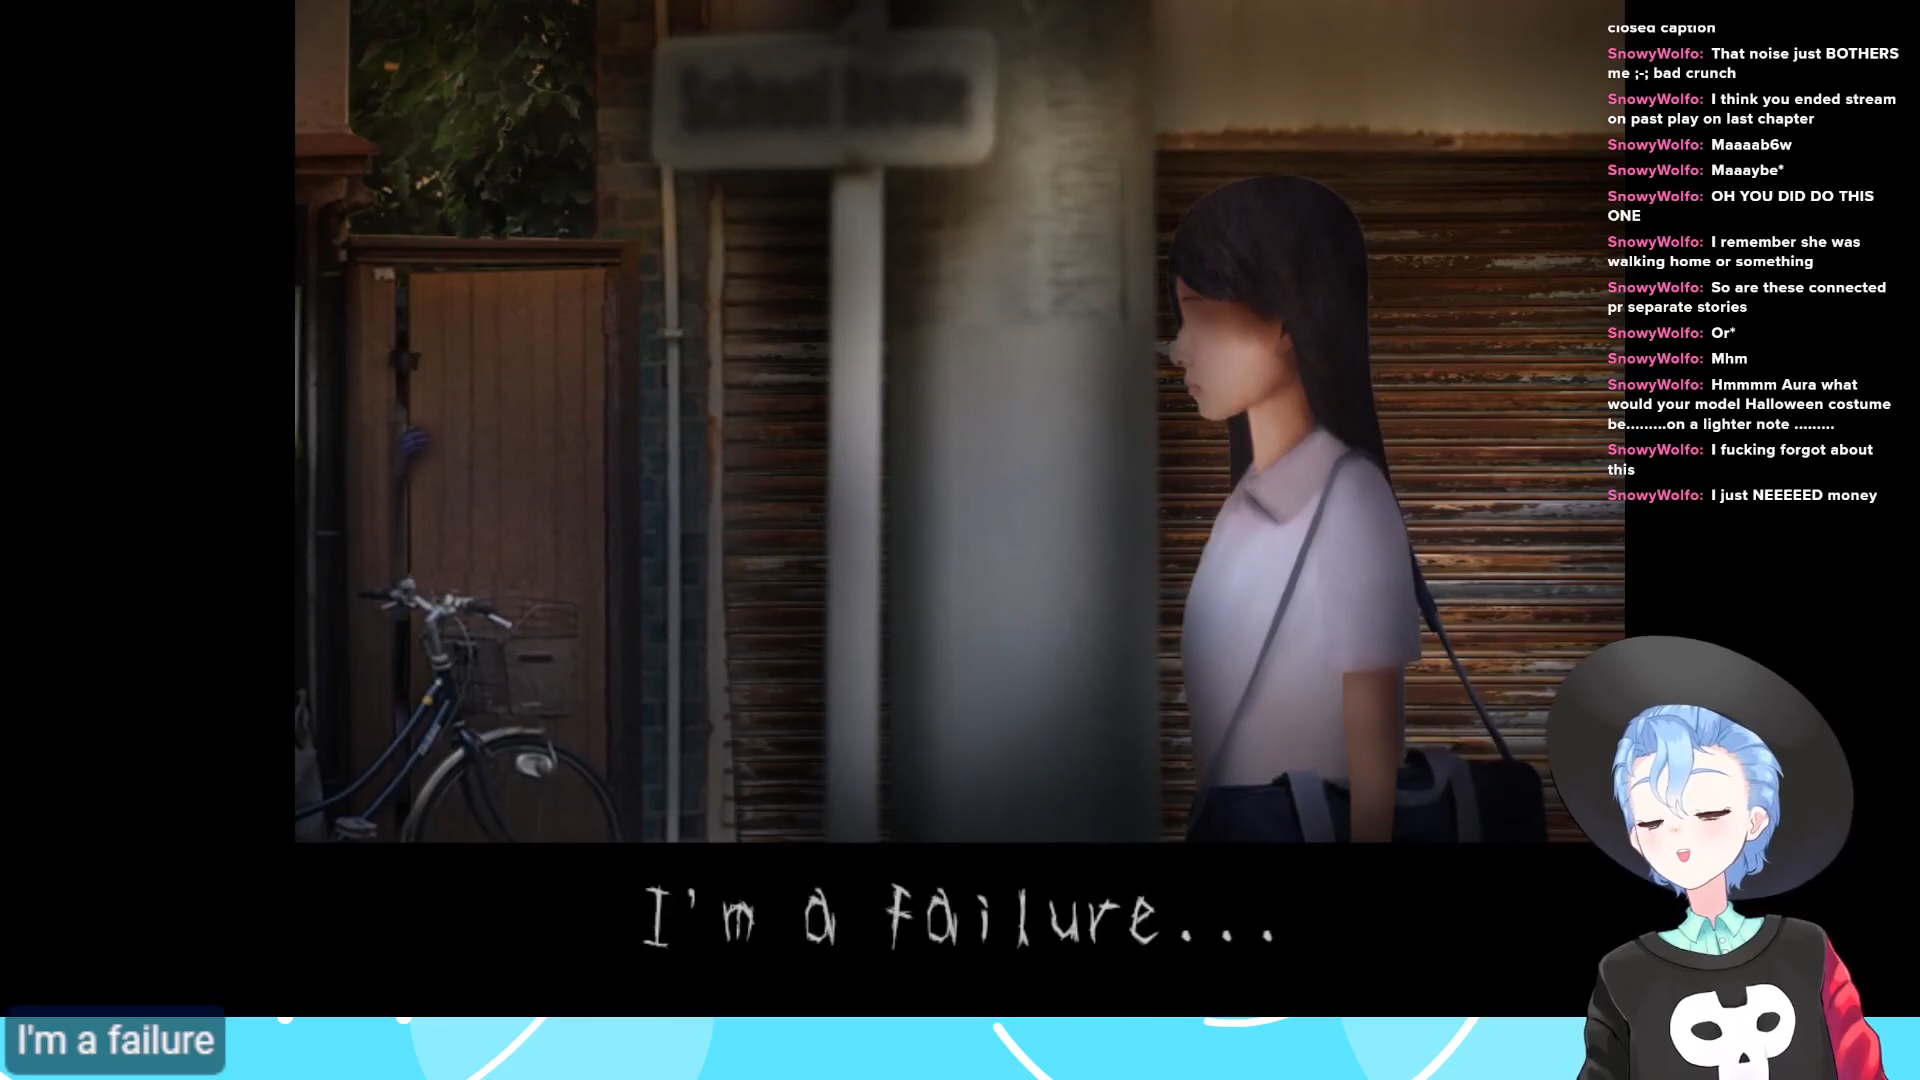 closed caption
SnowyWolfo: That noise just BOTHERS
me ;-; bad crunch
SnowyWolfo: I think you ended stream
on past play on last chapter
SnowyWolfo: Maaaab6w
SnowyWolfo: Maaaybe*
SnowyWolfo: OH YOU DID DO THIS
ONE
SnowyWolfo: I remember she was
walking home or something
SnowyWolfo: So are these connected
pr separate stories
SnowyWolfo: Or*
SnowyWolfo: Mhm
SnowyWolfo: Hmmmm Aura what
would your model Halloween costume
be.........on a lighter note .........
SnowyWolfo: I fucking forgot about
this
SnowyWolfo: I just NEEEEED money
I'm a failure...
I'm a failure